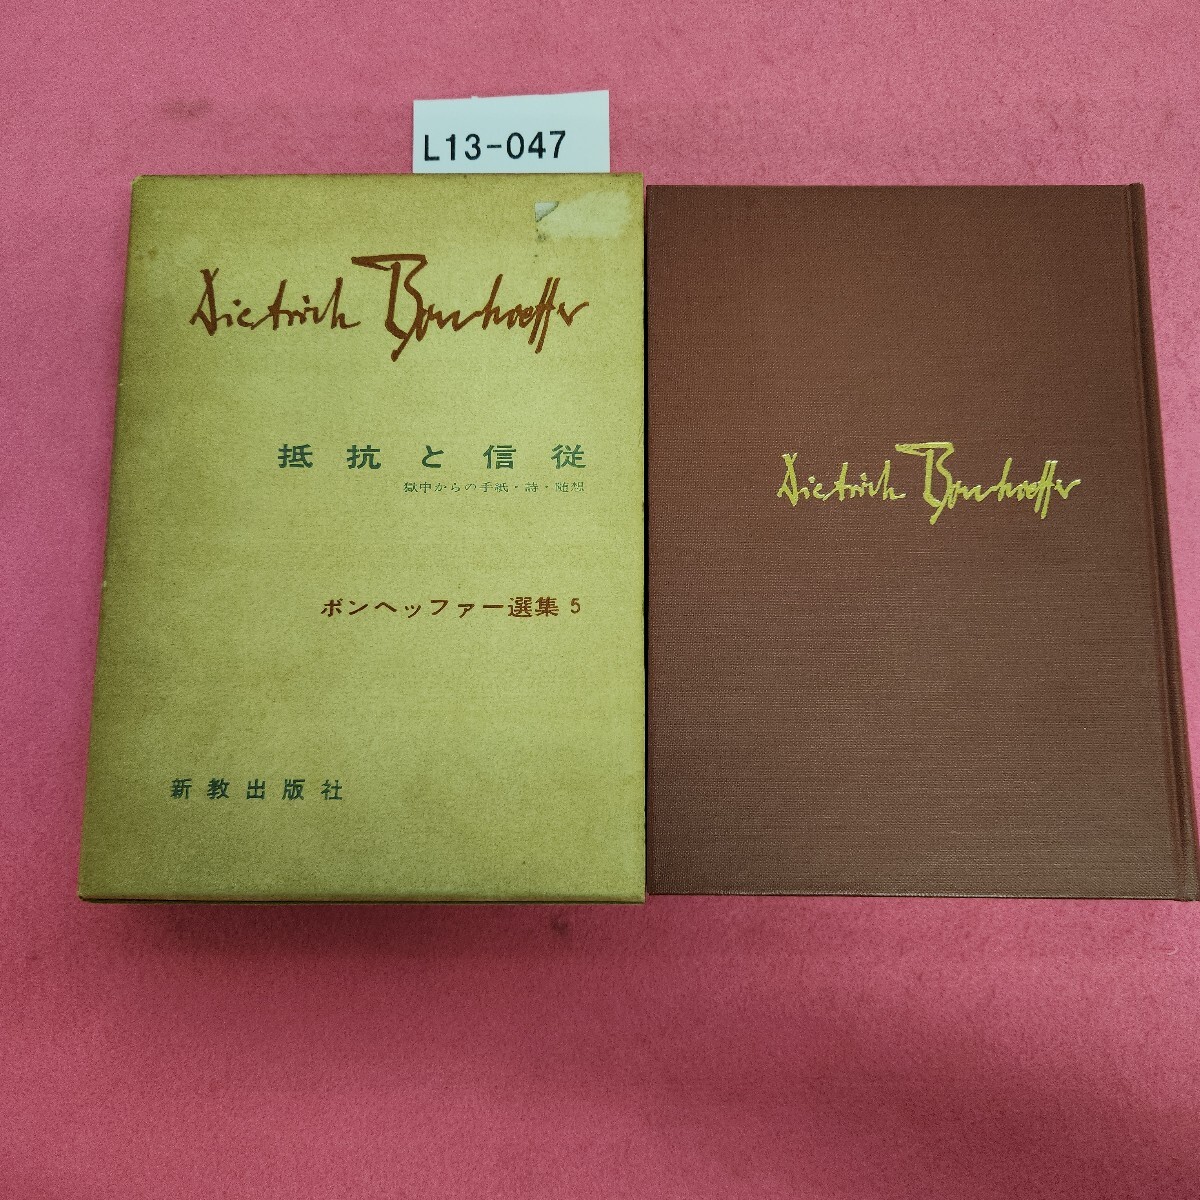 L13-047
Dietrich Bonhoeffer
抵抗と信従
獄中からの手紙・詩・随想
ボンヘッファー選集 5
新教出版社
Dietrich Bonhoeffer